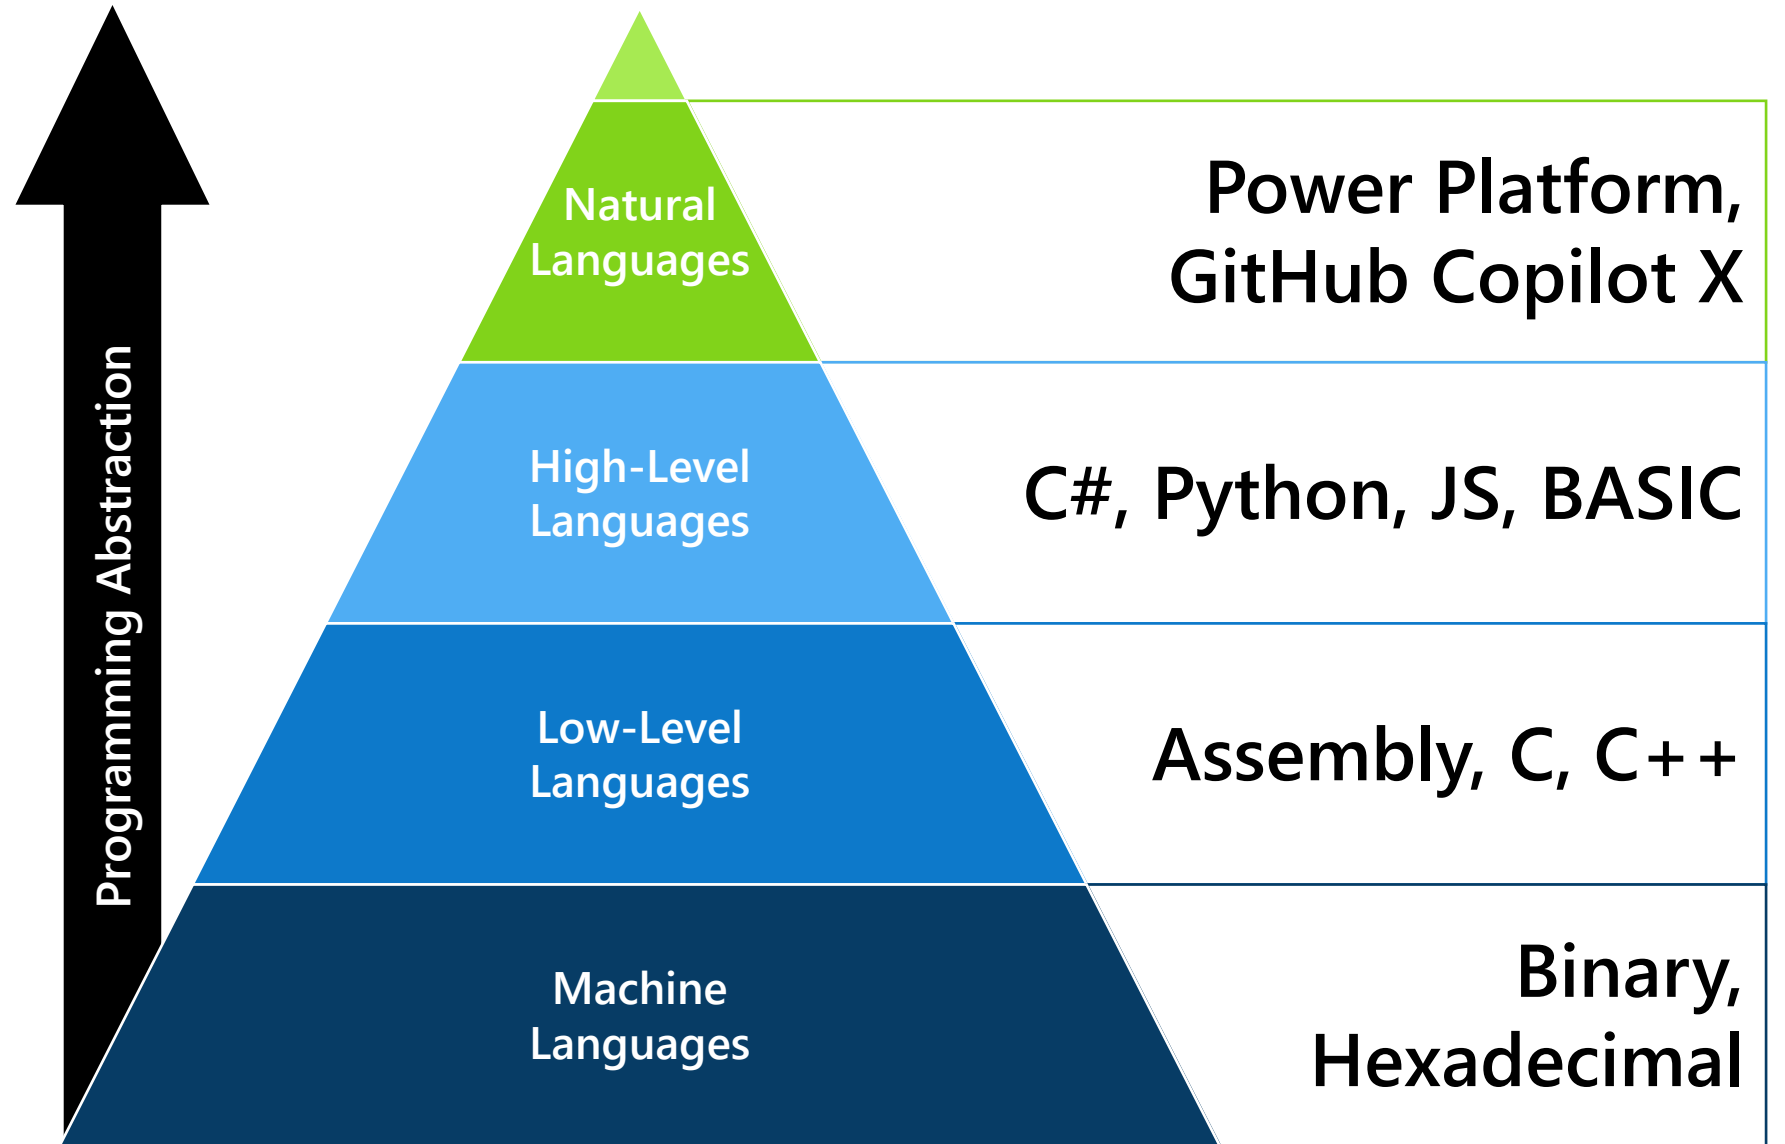 Programming Abstraction
Natural
Languages
Power Platform,
GitHub Copilot X
High-Level
Languages
C#, Python, JS, BASIC
Low-Level
Languages
Assembly, C, C++
Machine
Languages
Binary,
Hexadecimal